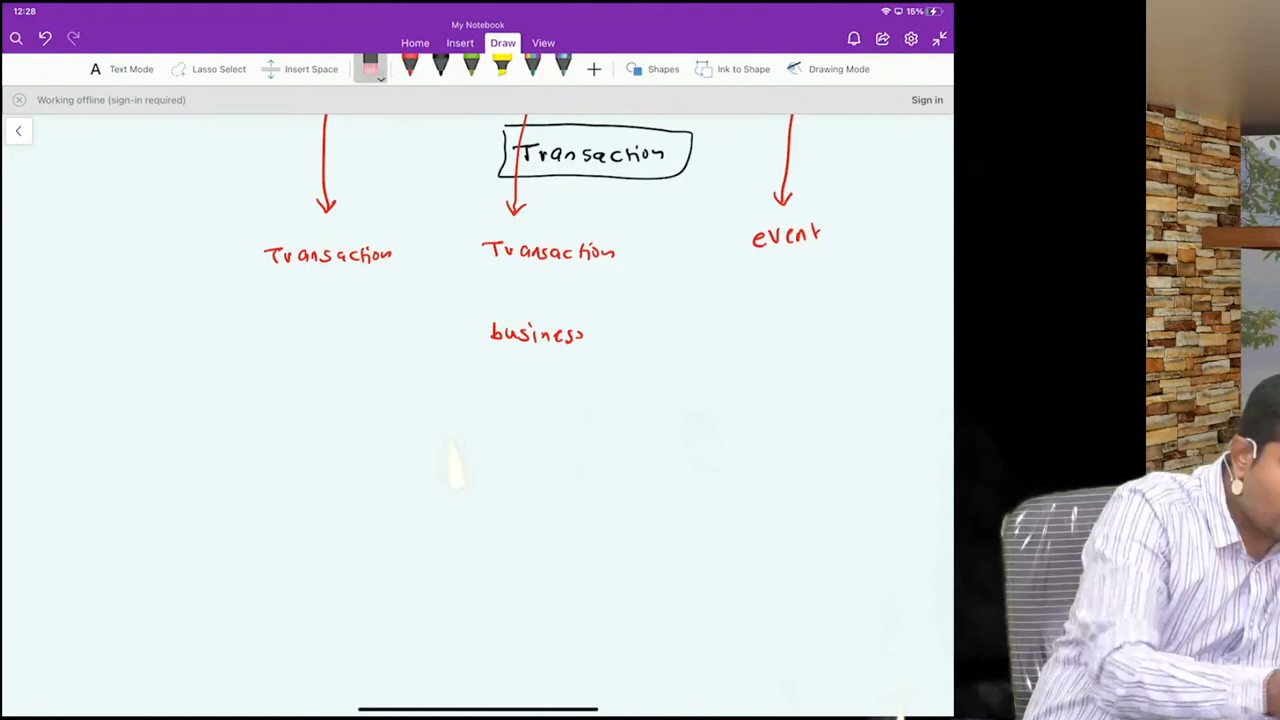 12:28
15%
My Notebook
Home Insert Draw View
A Text Mode Lasso Select Insert Space Shapes Ink to Shape Drawing Mode
Working offline (sign-in required) Sign in
Transaction
Transaction Transaction event
business